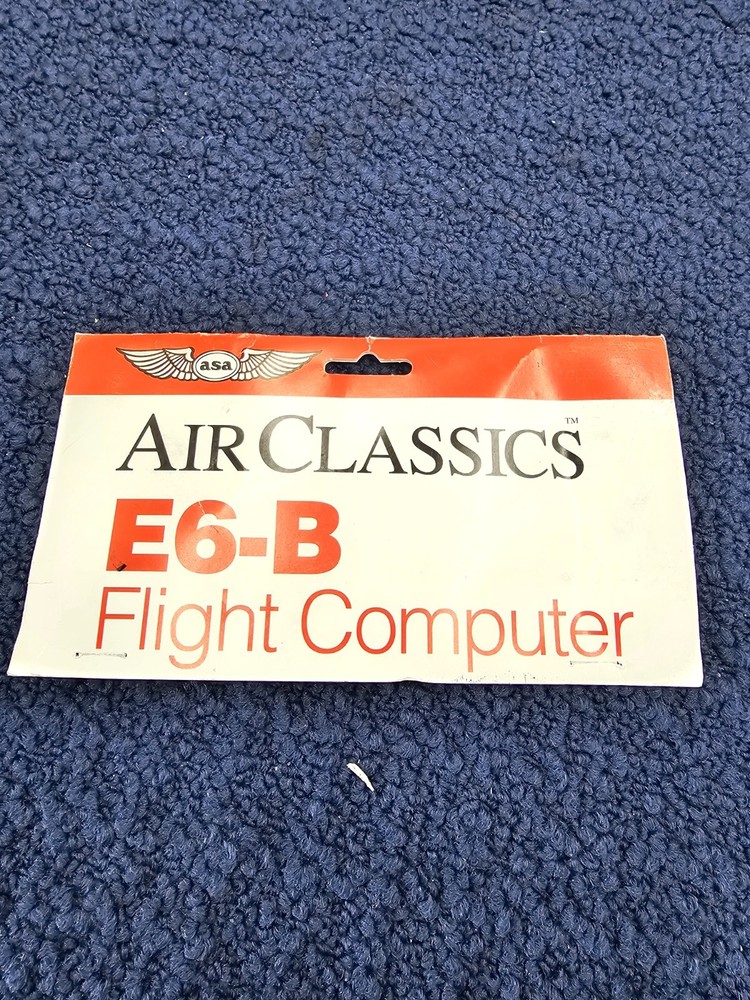 asa
AIR CLASSICS™
E6-B
Flight Computer